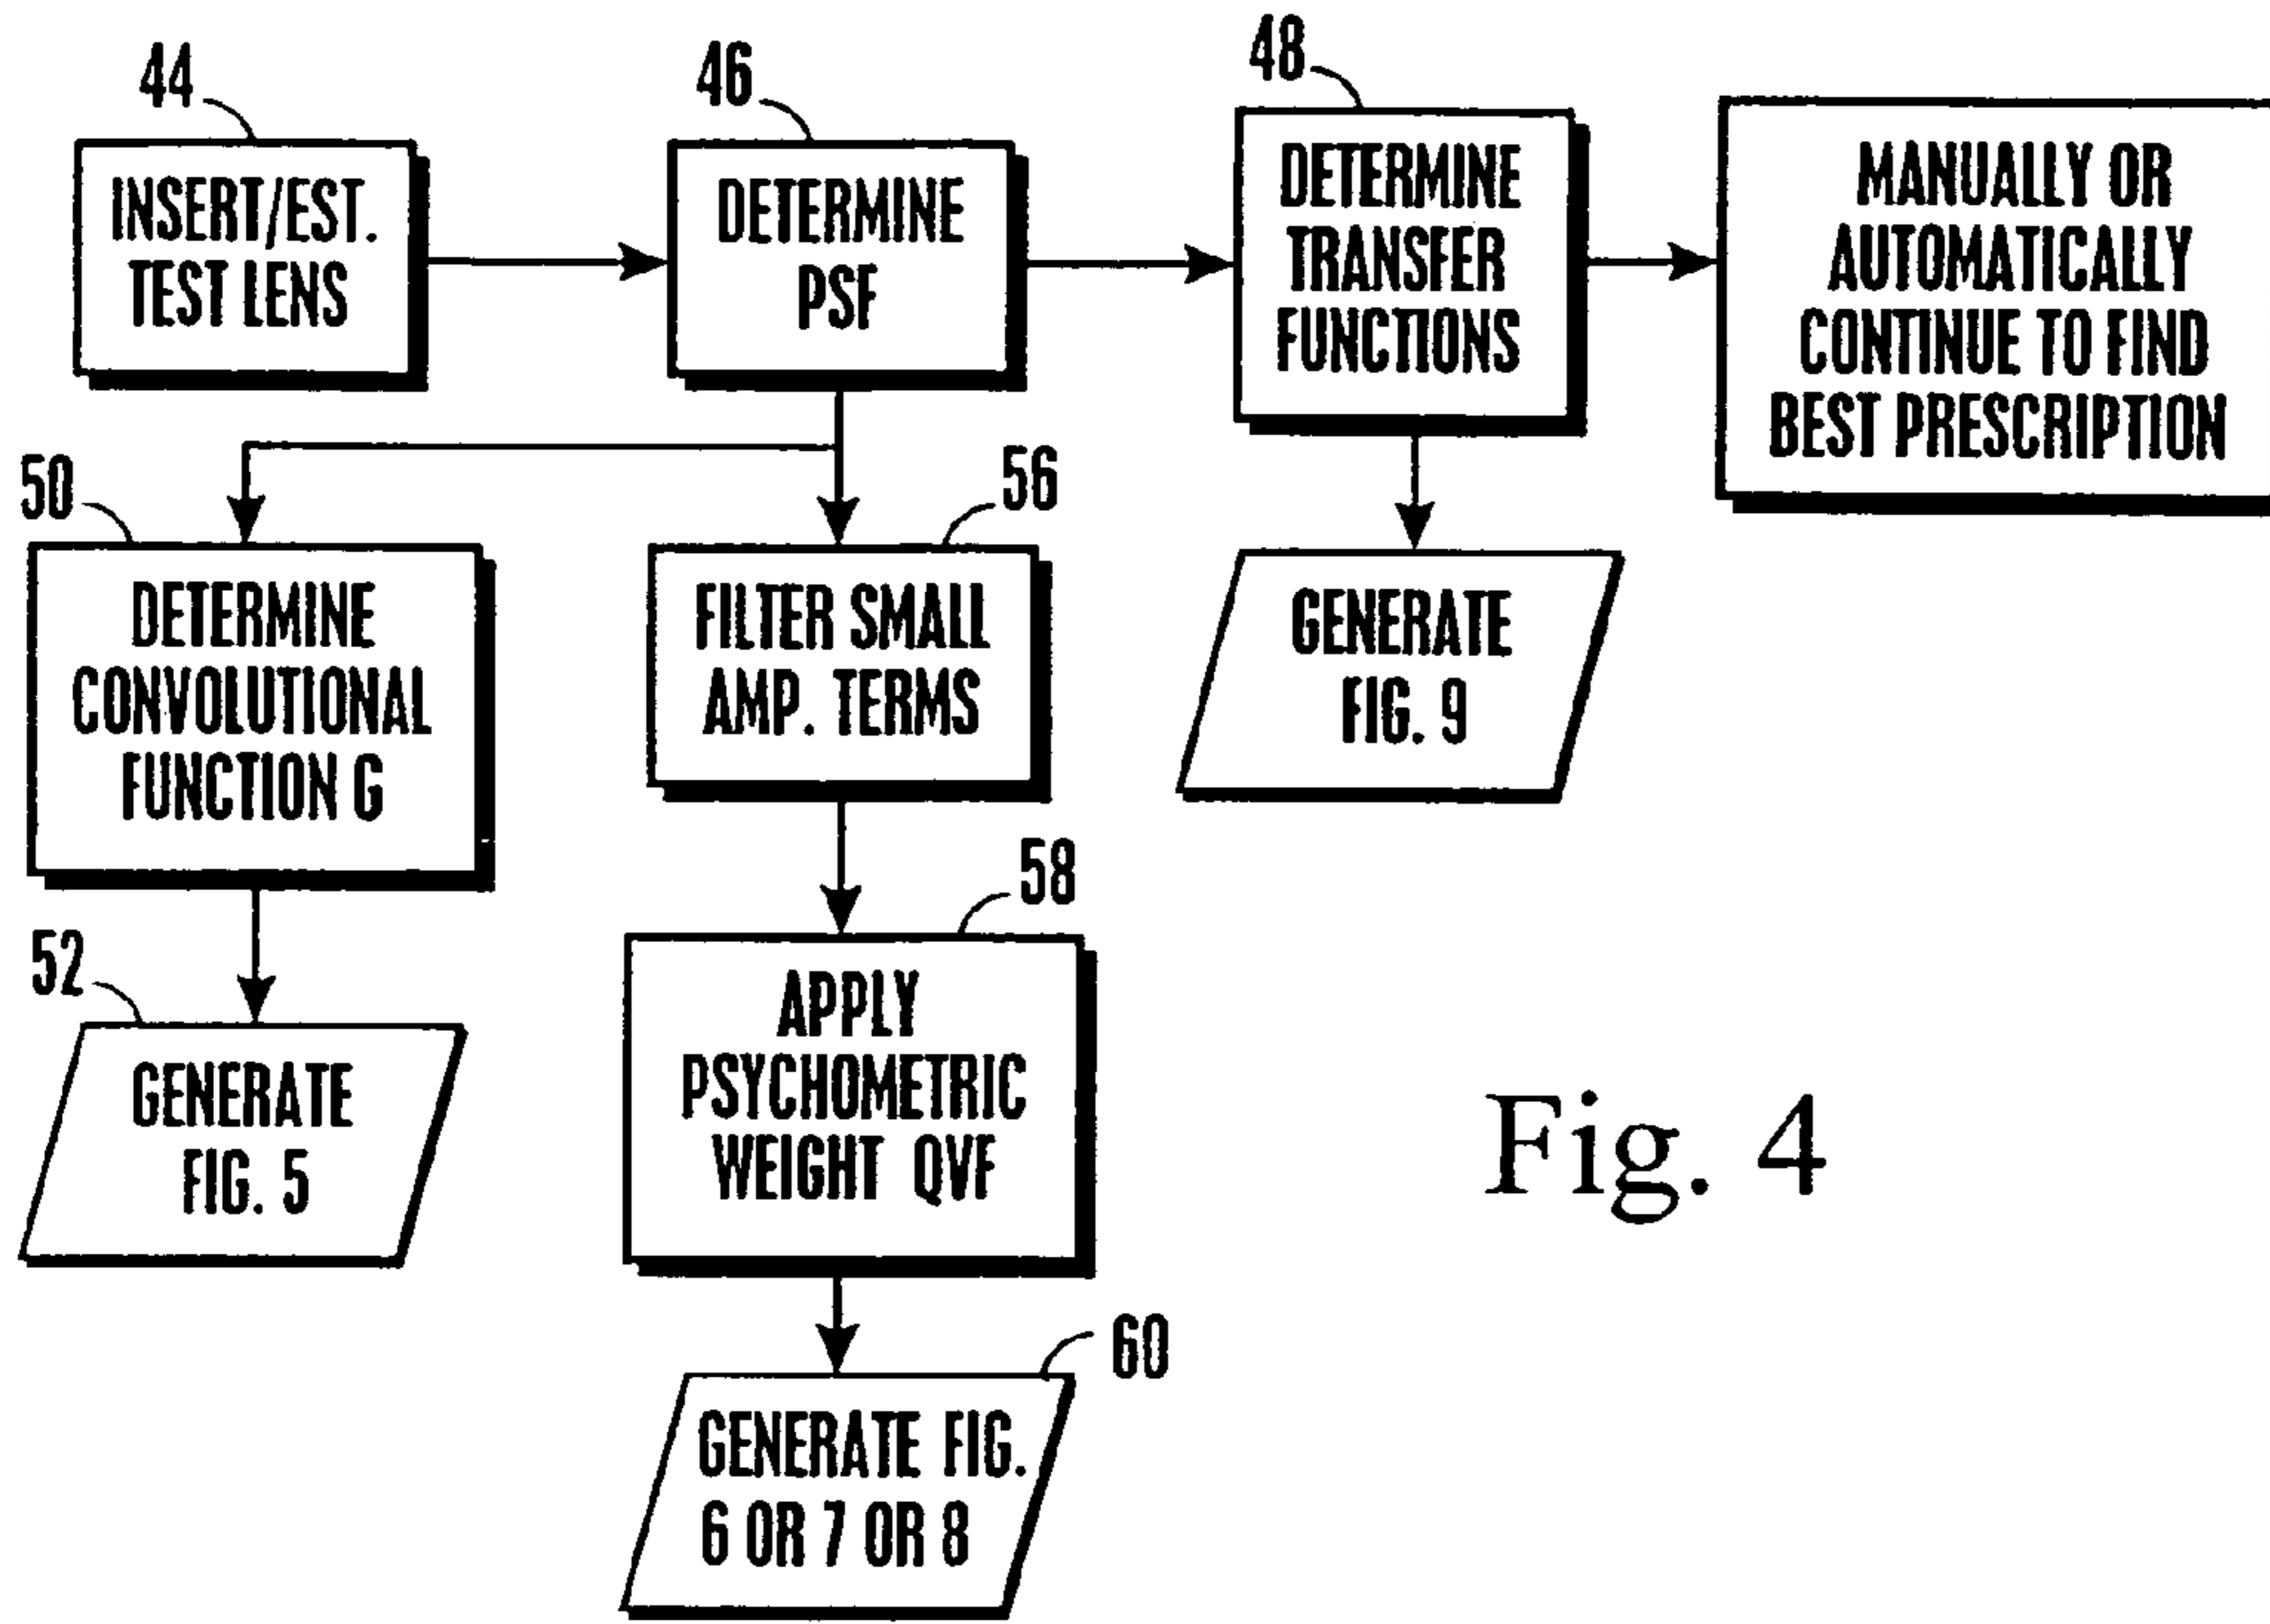 44
INSERT/EST.
TEST LENS
46
DETERMINE
PSF
48
DETERMINE
TRANSFER
FUNCTIONS
MANUALLY OR
AUTOMATICALLY
CONTINUE TO FIND
BEST PRESCRIPTION
50
DETERMINE
CONVOLUTIONAL
FUNCTION G
56
FILTER SMALL
AMP. TERMS
GENERATE
FIG. 9
52
GENERATE
FIG. 5
58
APPLY
PSYCHOMETRIC
WEIGHT QVF
60
GENERATE FIG.
6 OR 7 OR 8
Fig. 4